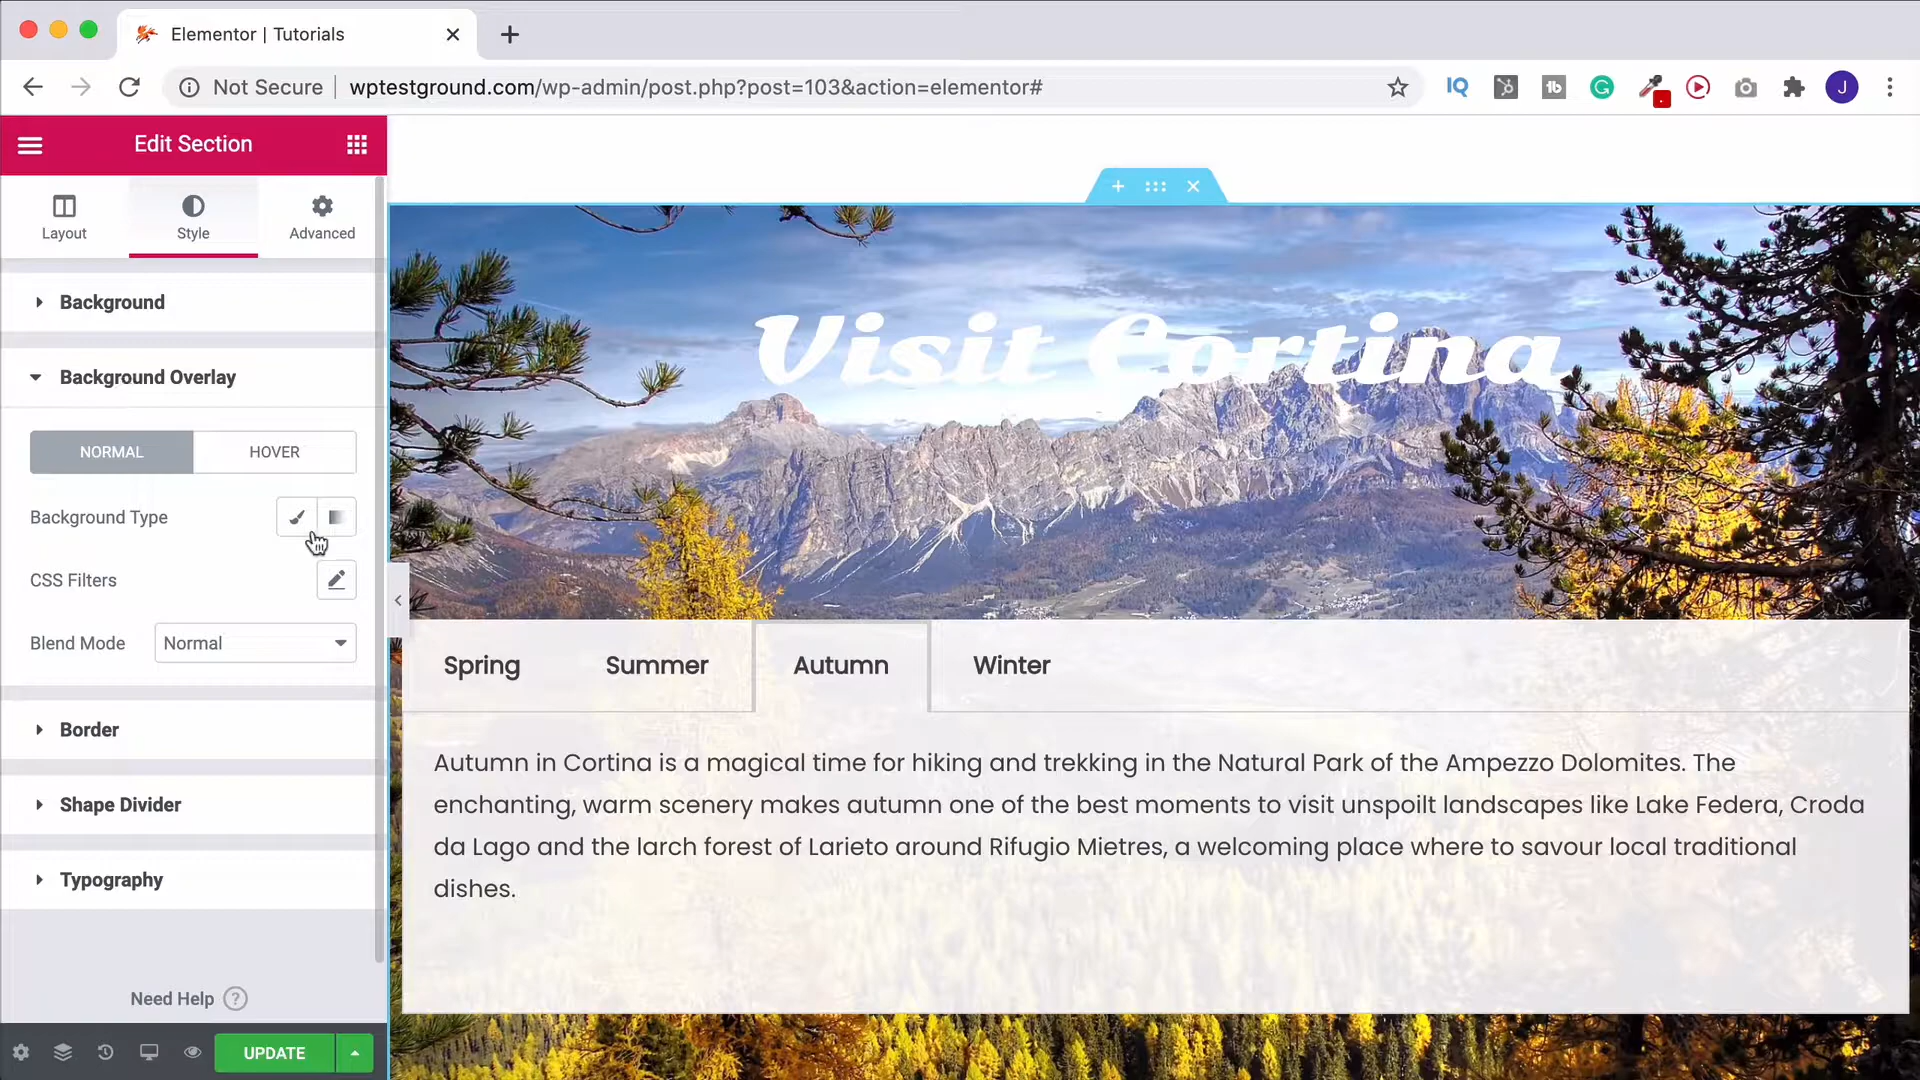 Elementor | Tutorials
Not Secure
wptestground.com/wp-admin/post.php?post=103&action=elementor#
IQ
tb
J
Edit Section
Layout
Style
Advanced
Background
Background Overlay
NORMAL
HOVER
Background Type
CSS Filters
Blend Mode
Normal
Border
Shape Divider
Typography
Need Help ?
UPDATE
Visit Cortina
Spring
Summer
Autumn
Winter
Autumn in Cortina is a magical time for hiking and trekking in the Natural Park of the Ampezzo Dolomites. The
enchanting, warm scenery makes autumn one of the best moments to visit unspoilt landscapes like Lake Federa, Croda
da Lago and the larch forest of Larieto around Rifugio Mietres, a welcoming place where to savour local traditional
dishes.